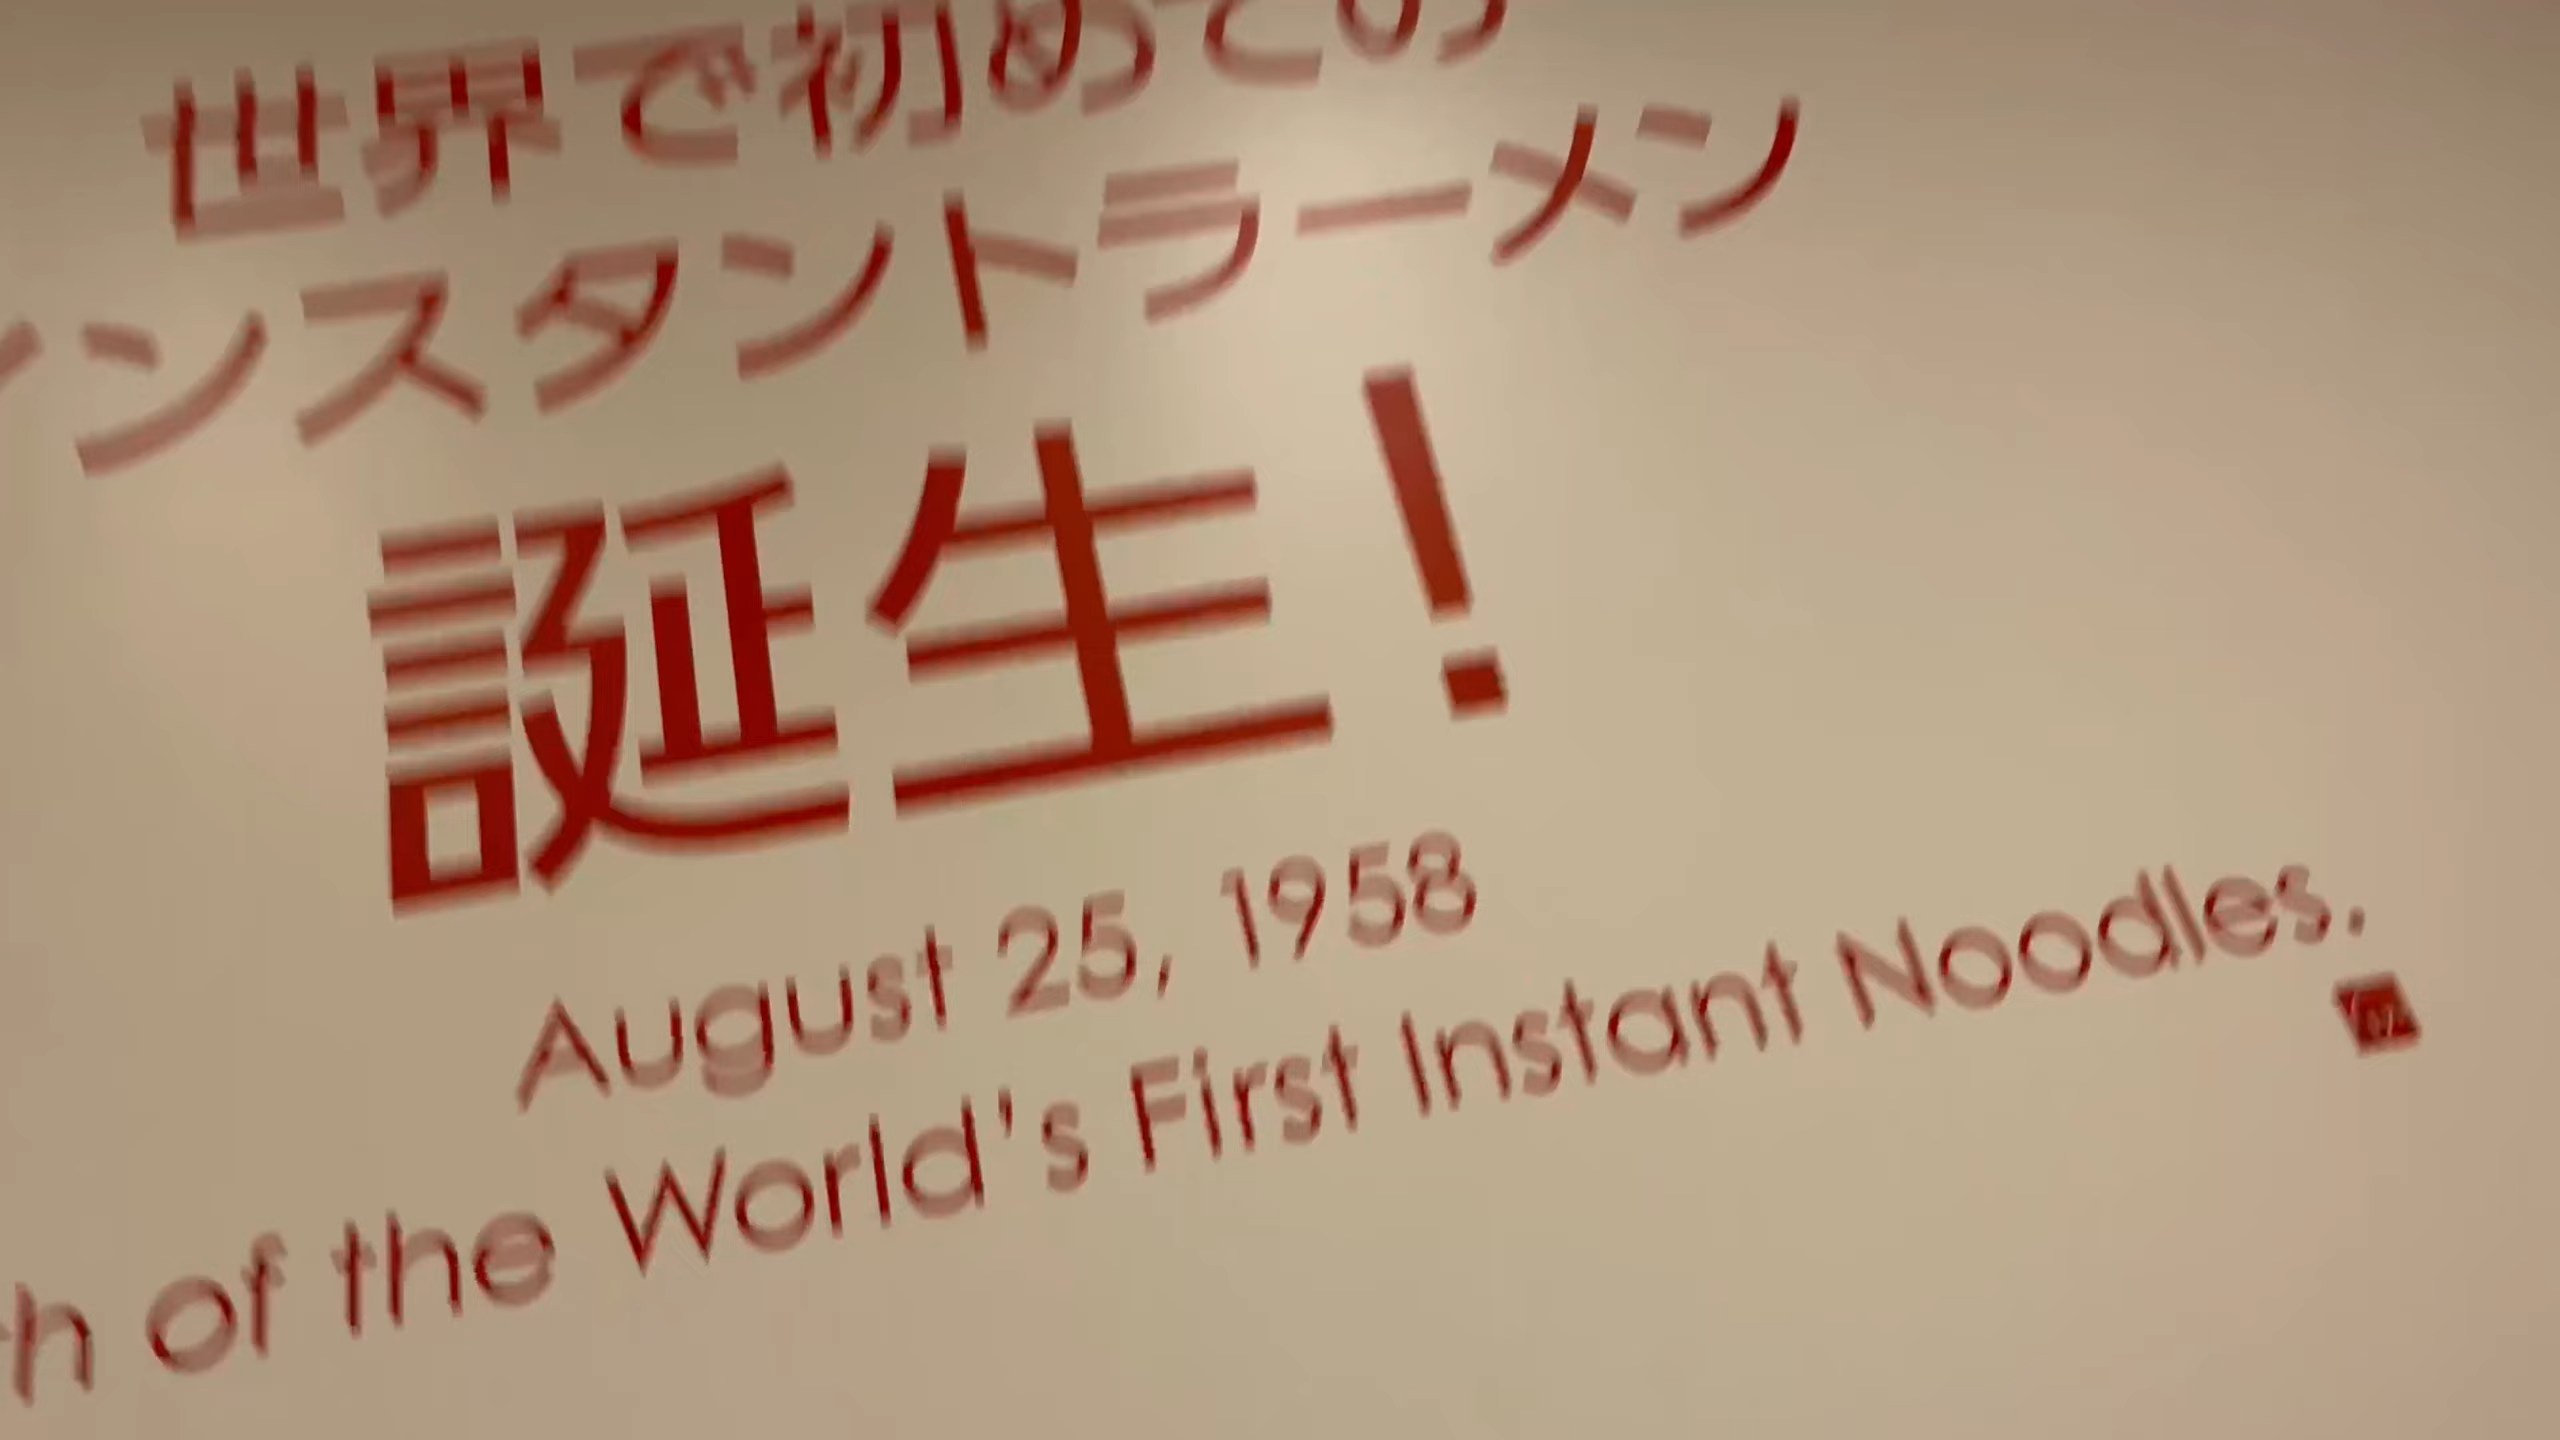 世界で初めての
インスタントラーメン
誕生!
August 25, 1958
h of the World's First Instant Noodles.